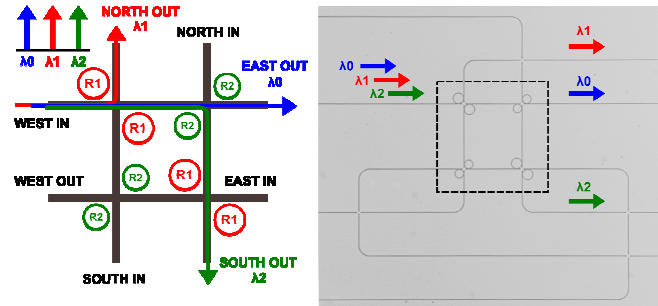 NORTH OUT
λ1
NORTH IN
λ0 λ1 λ2
R1
R2
EAST OUT
λ0
WEST IN
R1
R2
WEST OUT
R2
R1
EAST IN
R2
R1
SOUTH IN
SOUTH OUT
λ2
λ1
λ0
λ1
λ2
λ0
λ2